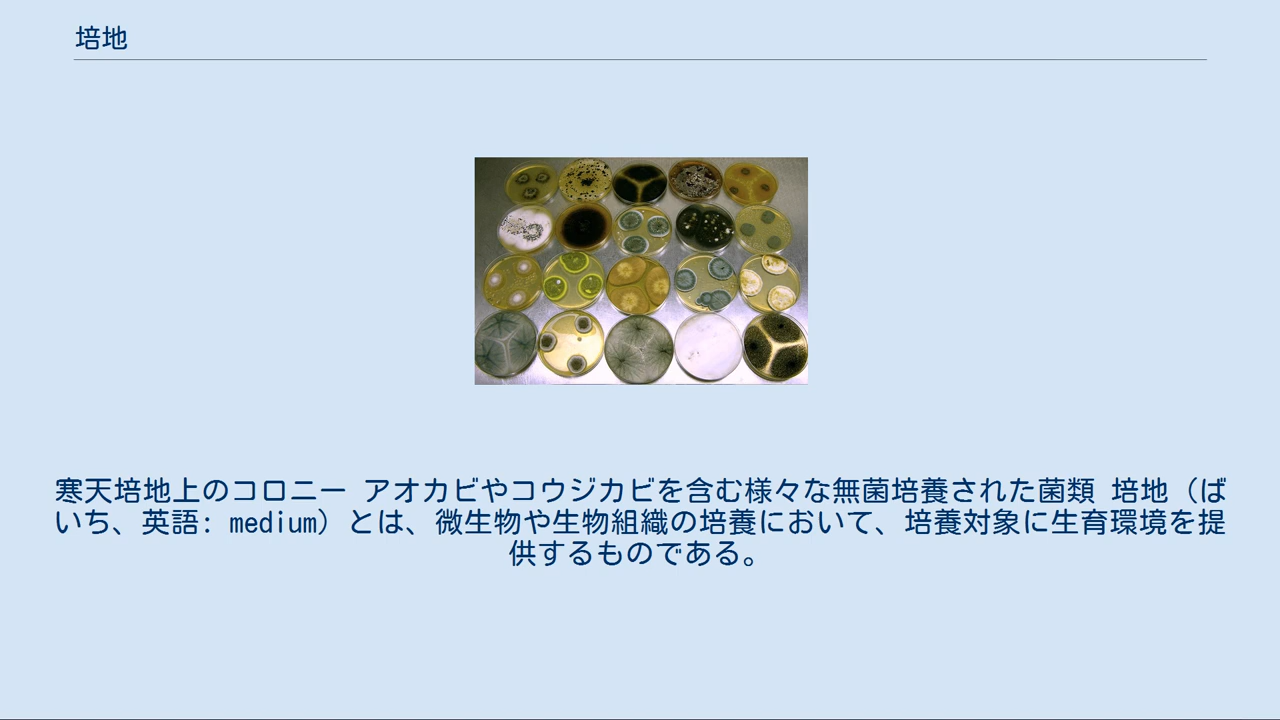 培地
寒天培地上のコロニー アオカビやコウジカビを含む様々な無菌培養された菌類 培地（ば
いち、英語: medium）とは、微生物や生物組織の培養において、培養対象に生育環境を提
供するものである。